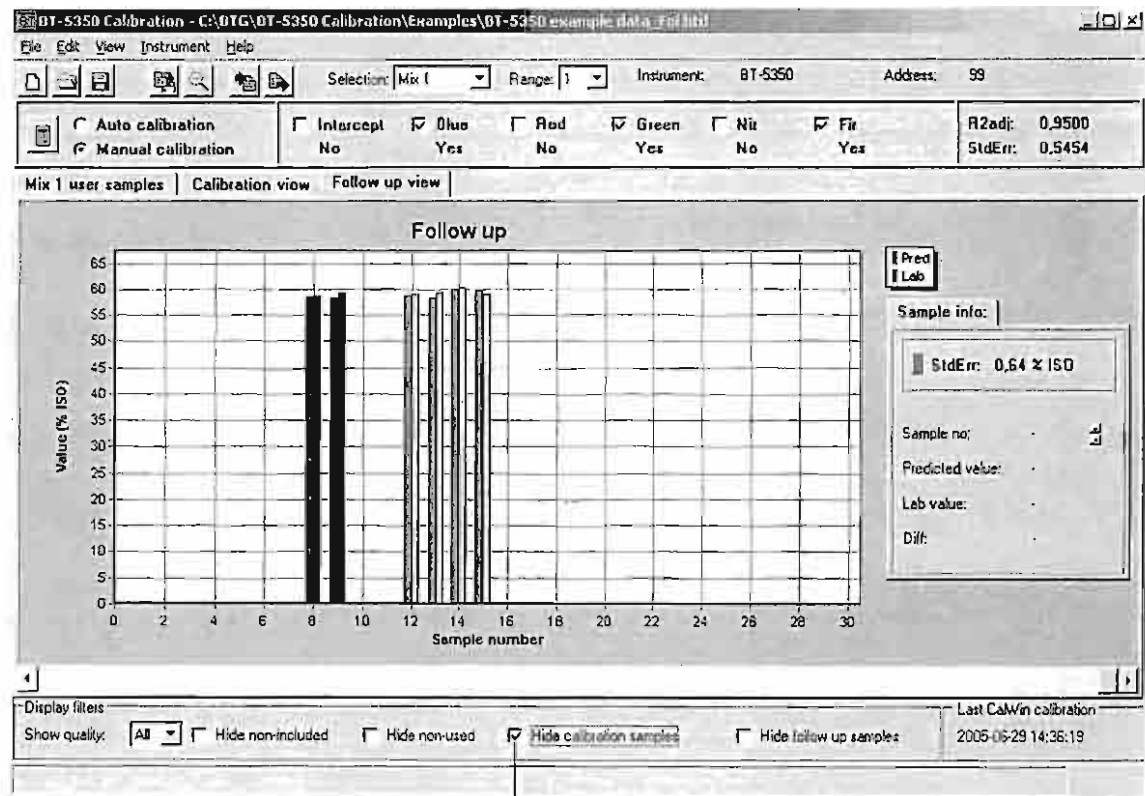 BT-5350 Calibration - C:\BTG\BT-5350 Calibration\Examples\BT-5350 example data_Fol.btd
File Edit View Instrument Help
Selection: Mix 1 Range: 1 Instrument: BT-5350 Address: 99
Auto calibration
Manual calibration
Intercept Blue Red Green Nir Fir
No Yes No Yes No Yes
R2adj: 0,9500
StdErr: 0,5454
Mix 1 user samples Calibration view Follow up view
Follow up
Value (% ISO)
65
60
55
50
45
40
35
30
25
20
15
10
5
0
0 2 4 6 8 10 12 14 16 18 20 22 24 26 28 30
Sample number
Pred
Lab
Sample info:
StdErr: 0,64 % ISO
Sample no: -
Predicted value: -
Lab value: -
Diff: -
Display filters
Show quality: All Hide non-included Hide non-used Hide calibration samples Hide follow up samples
Last CalWin calibration
2005-06-29 14:36:19